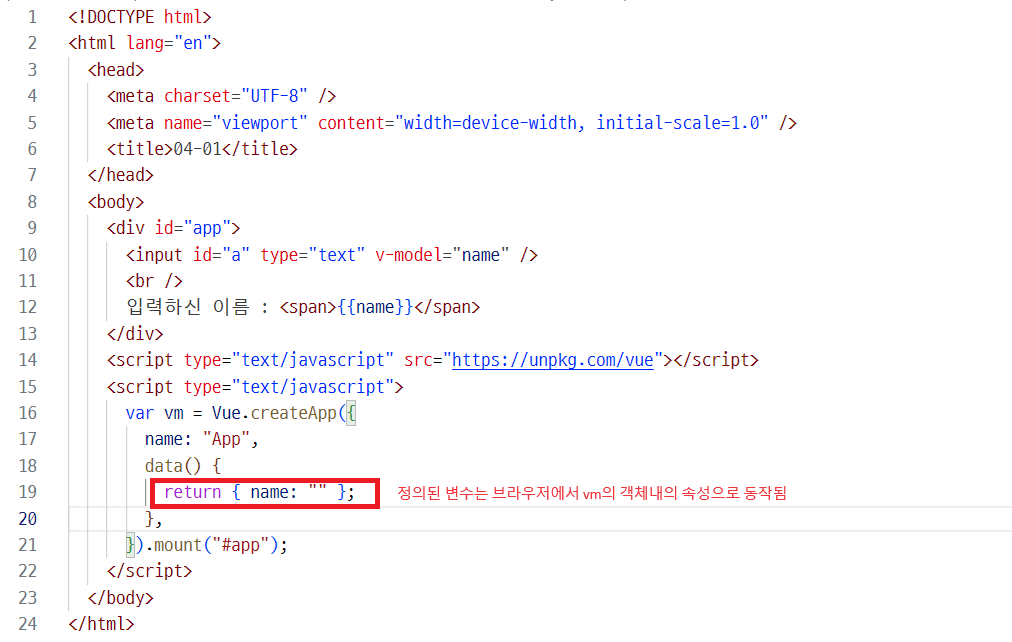 1 <!DOCTYPE html>
2 <html lang="en">
3 <head>
4 <meta charset="UTF-8" />
5 <meta name="viewport" content="width=device-width, initial-scale=1.0" />
6 <title>04-01</title>
7 </head>
8 <body>
9 <div id="app">
10 <input id="a" type="text" v-model="name" />
11 <br />
12 입력하신 이름 : <span>{{name}}</span>
13 </div>
14 <script type="text/javascript" src="https://unpkg.com/vue"></script>
15 <script type="text/javascript">
16 var vm = Vue.createApp({
17 name: "App",
18 data() {
19 return { name: "" }; 정의된 변수는 브라우저에서 vm의 객체내의 속성으로 동작됨
20 },
21 }).mount("#app");
22 </script>
23 </body>
24 </html>